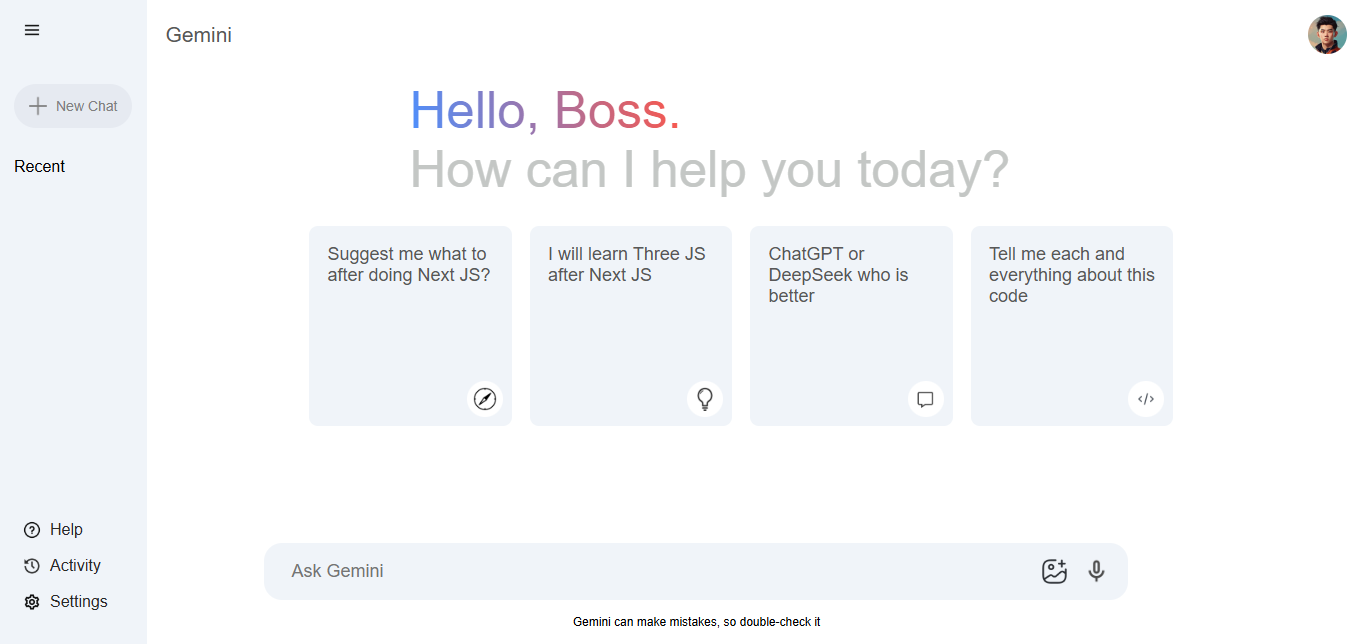 Gemini
New Chat
Recent
Hello, Boss.
How can I help you today?
Suggest me what to
after doing Next JS?
I will learn Three JS
after Next JS
ChatGPT or
DeepSeek who is
better
Tell me each and
everything about this
code
Help
Activity
Settings
Ask Gemini
Gemini can make mistakes, so double-check it